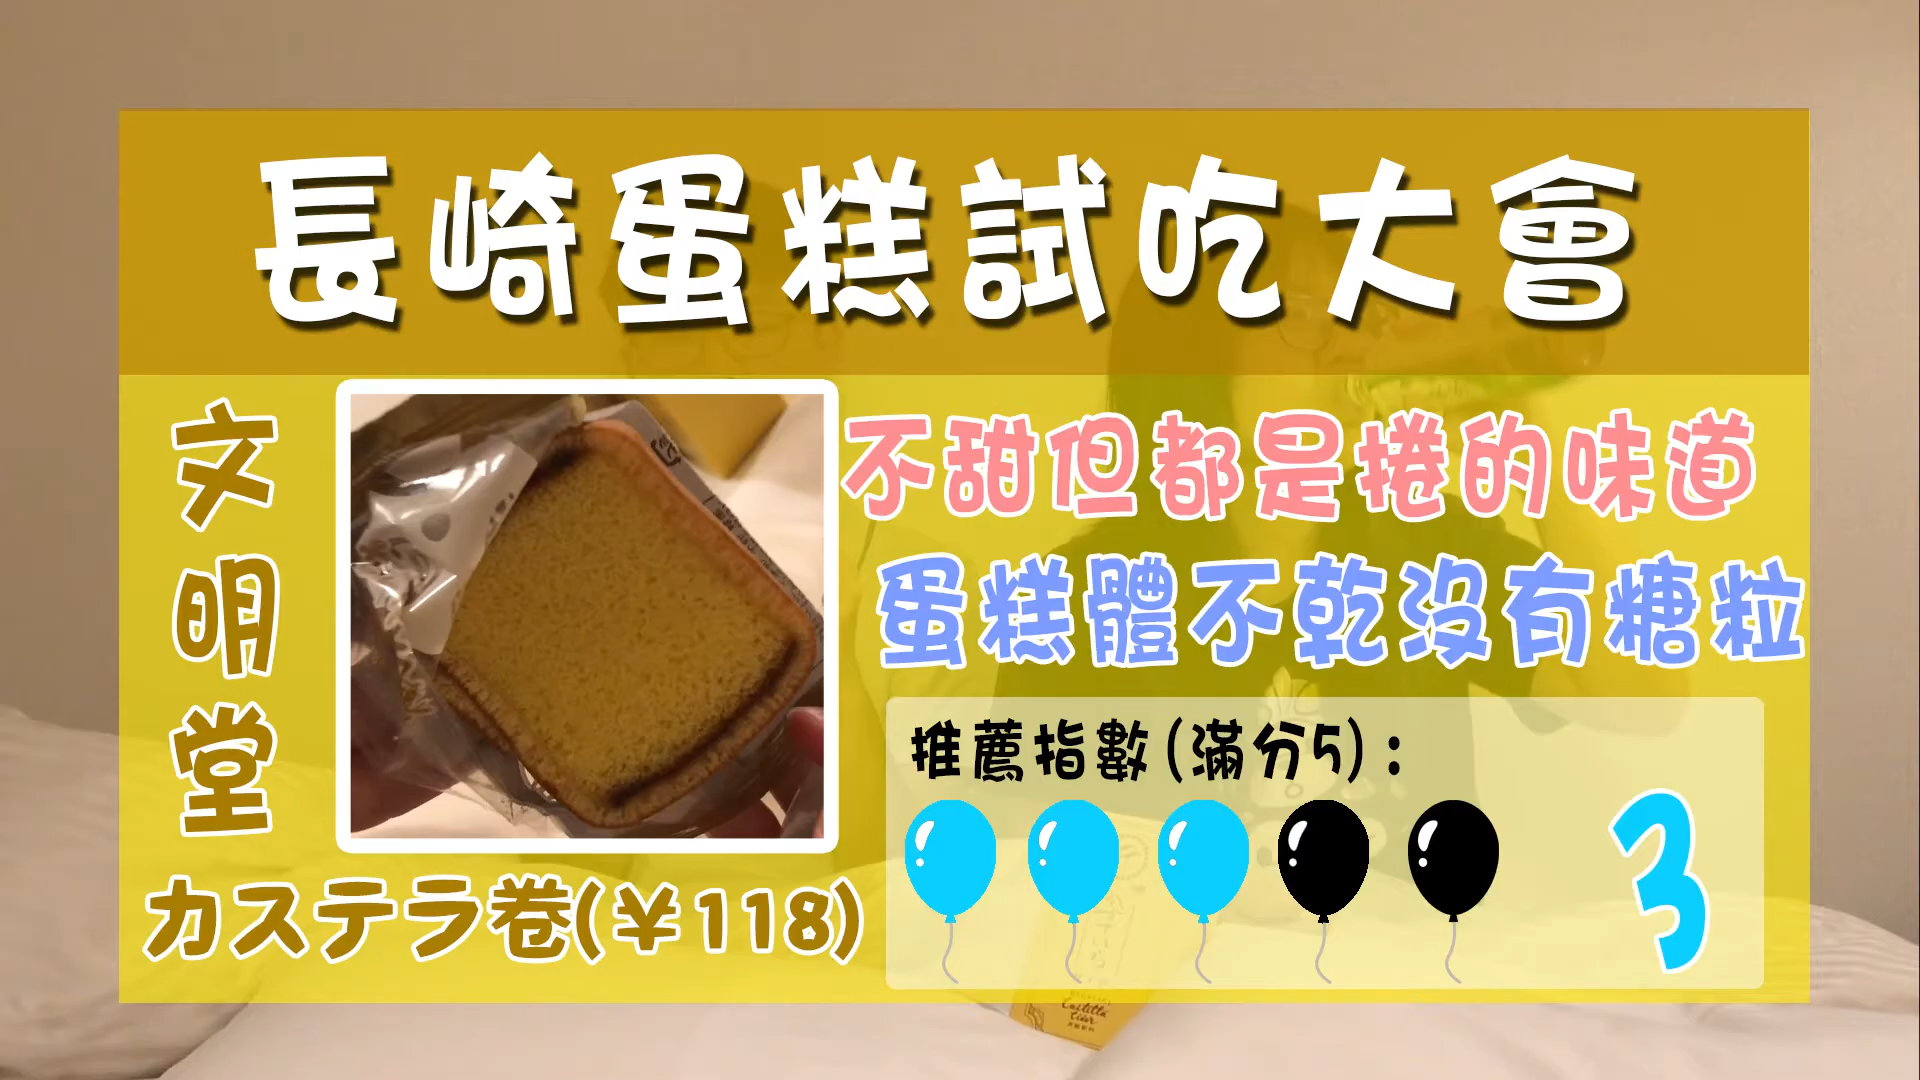 長崎蛋糕試吃大會
文明堂
カステラ巻(￥118)
不甜但都是捲的味道
蛋糕體不乾沒有糖粒
推薦指數(滿分5):
3
Castilla